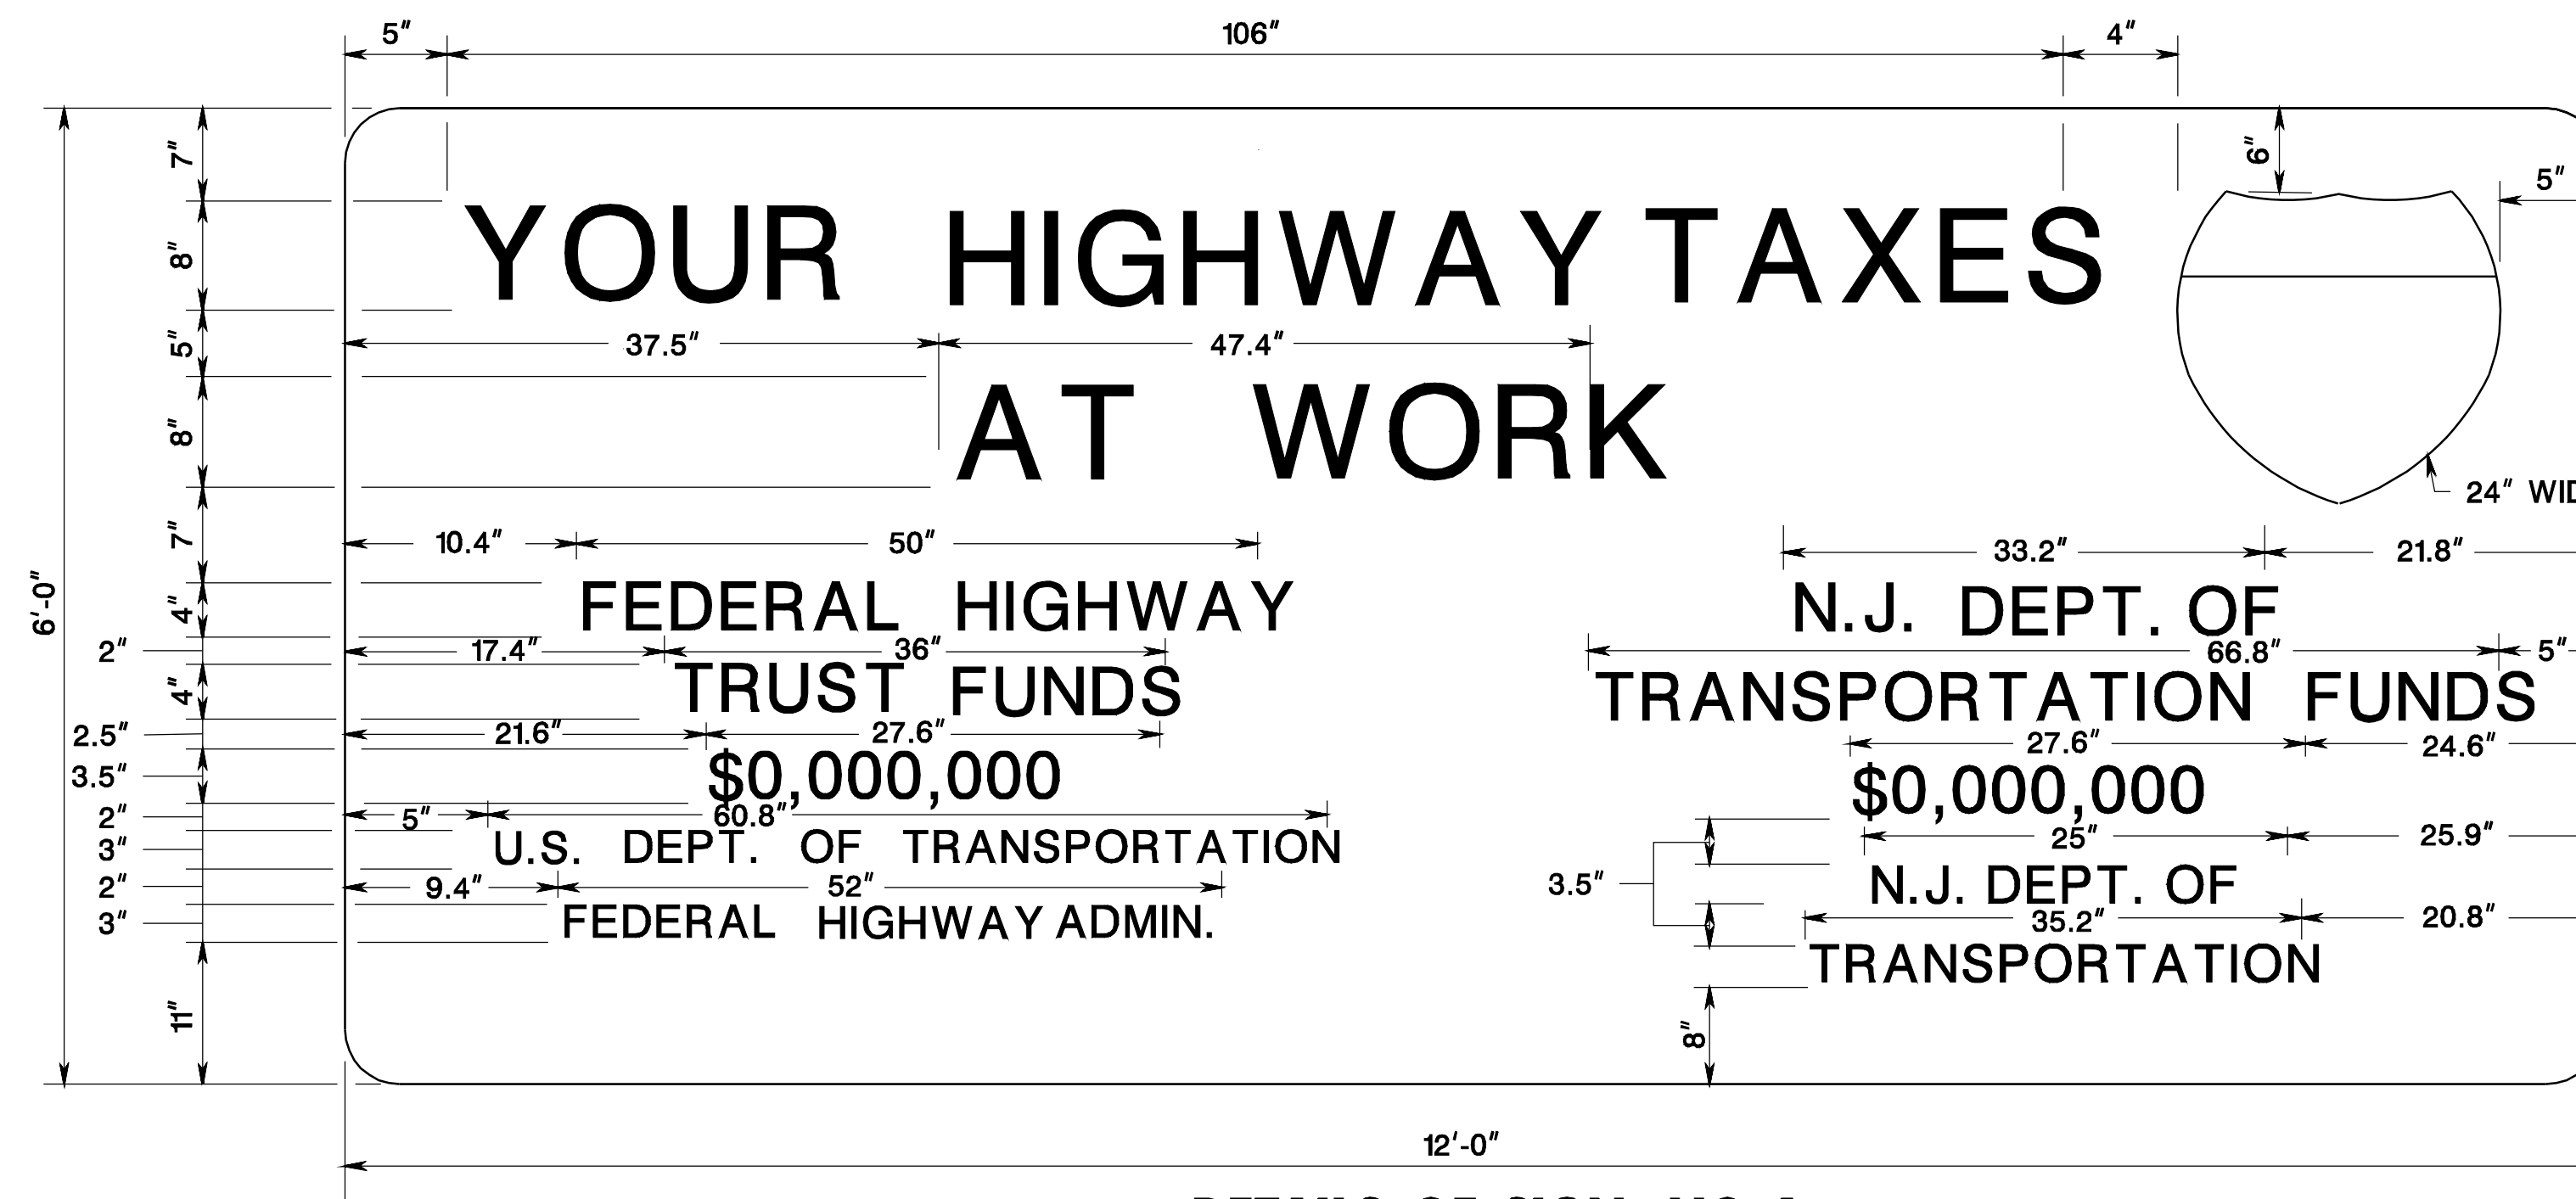 5" 106" 4"
7" 6" 5"
YOUR HIGHWAY TAXES
8"
5" 37.5" 47.4"
AT WORK
8"
24"
7" 10.4" 50" 33.2" 21.8"
6'-0" 4" FEDERAL HIGHWAY N.J. DEPT. OF
2" 17.4" 36" 66.8" 5"
4" TRUST FUNDS TRANSPORTATION FUNDS
2.5" 21.6" 27.6" 27.6" 24.6"
3.5" $0,000,000 $0,000,000
2" 5" 60.8" 25" 25.9"
3" U.S. DEPT. OF TRANSPORTATION
2" 9.4" 52" 3.5" N.J. DEPT. OF
3" FEDERAL HIGHWAY ADMIN. 35.2" 20.8"
TRANSPORTATION
11" 8"
12'-0"